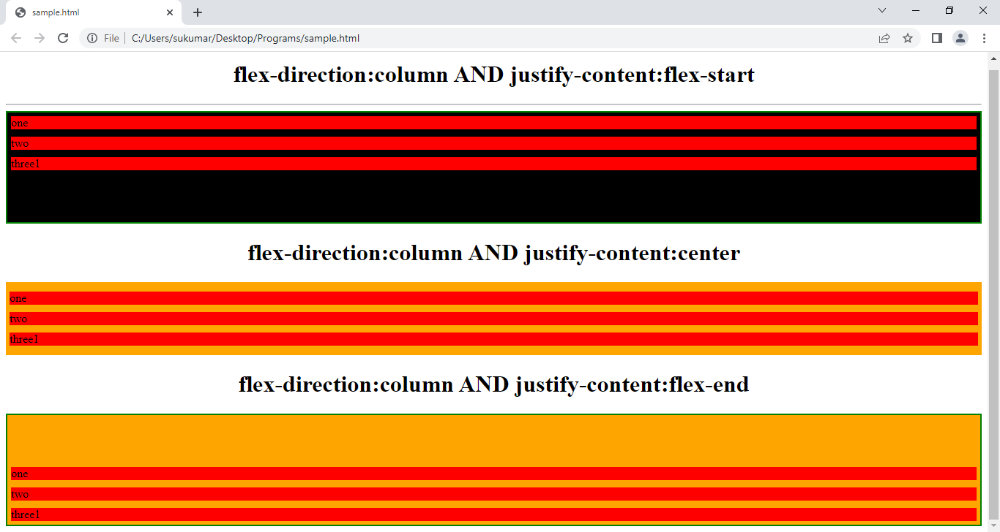 sample.html
File
C:/Users/sukumar/Desktop/Programs/sample.html
flex-direction:column AND justify-content:flex-start
one
two
three1
flex-direction:column AND justify-content:center
one
two
three1
flex-direction:column AND justify-content:flex-end
one
two
three1